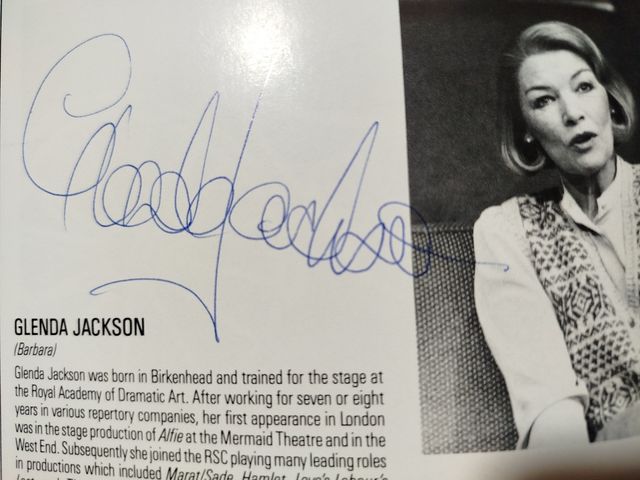 Glenda Jackson
GLENDA JACKSON
(Barbara)
Glenda Jackson was born in Birkenhead and trained for the stage at
the Royal Academy of Dramatic Art. After working for seven or eight
years in various repertory companies, her first appearance in London
was in the stage production of Alfie at the Mermaid Theatre and in the
West End. Subsequently she joined the RSC playing many leading roles
in productions which included Marat/Sade, Hamlet, Love's Labour's